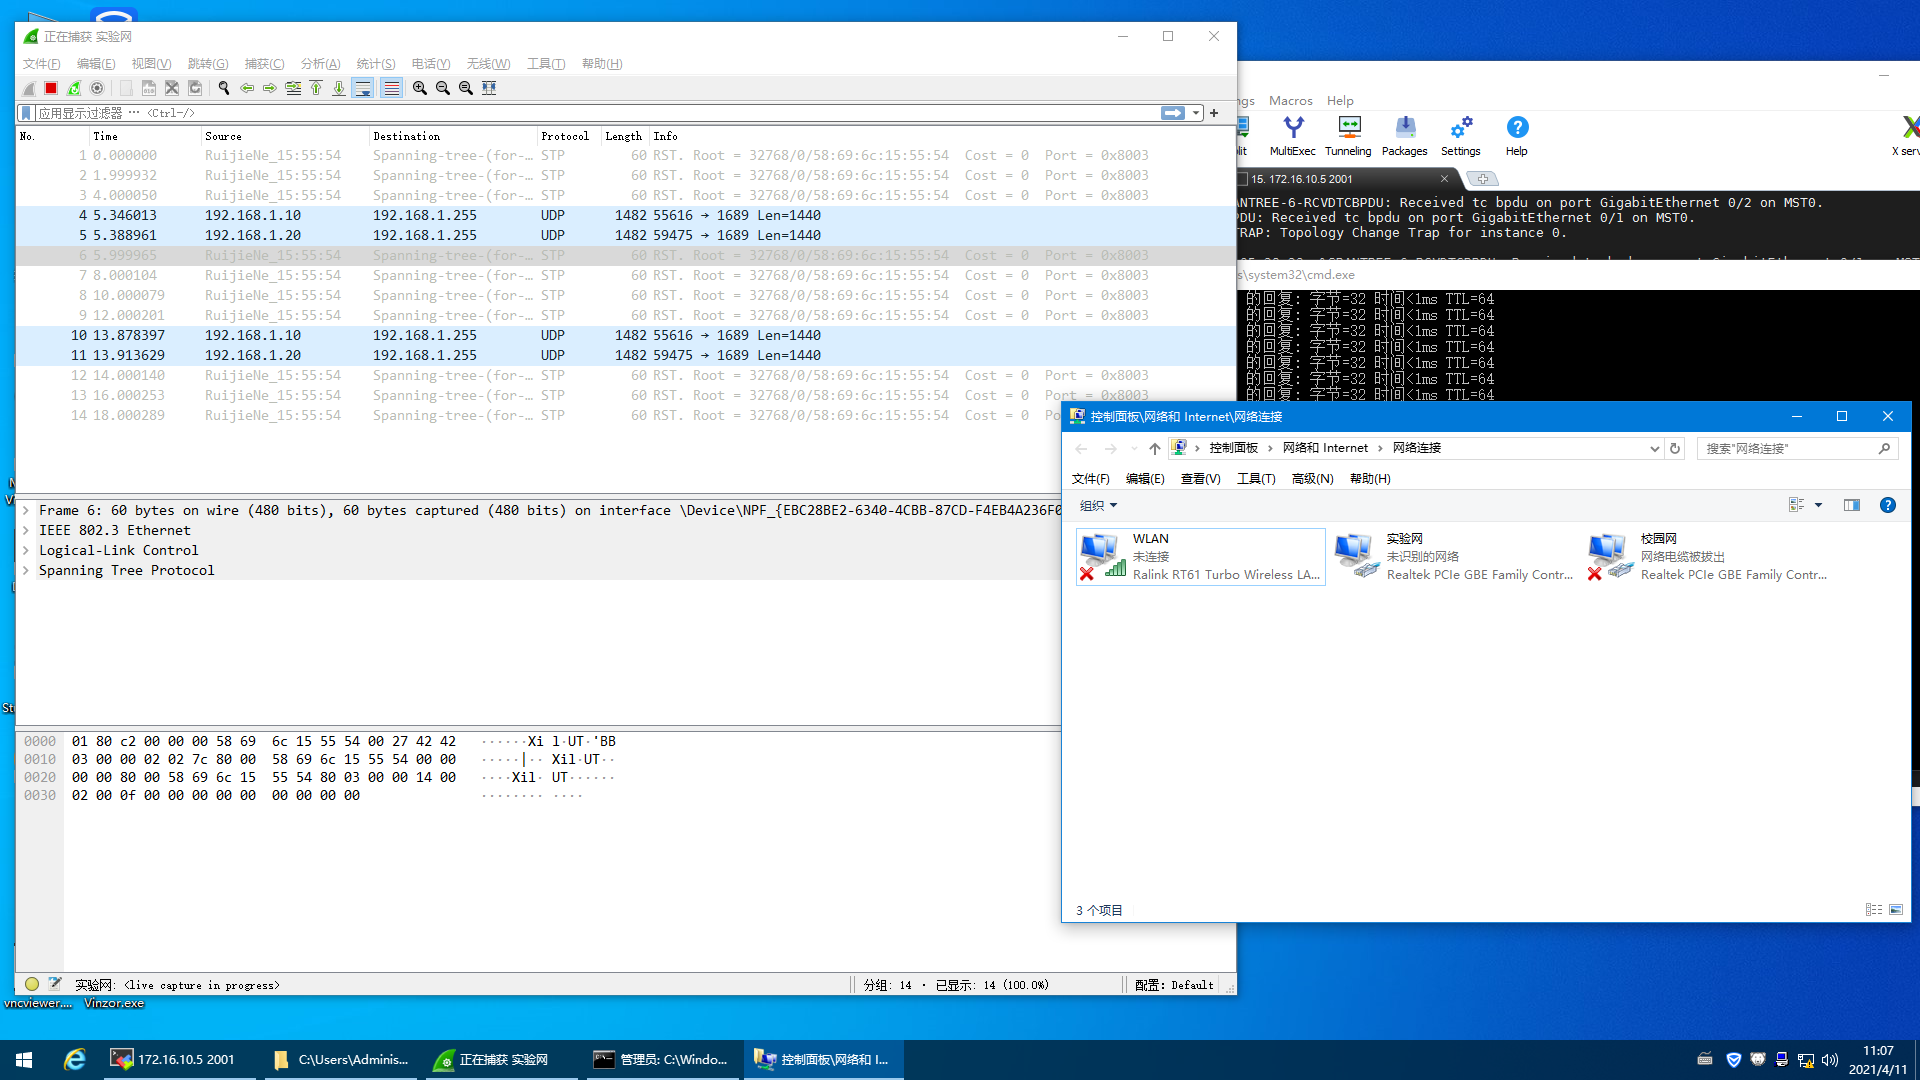 正在捕获 实验网
文件(F) 编辑(E) 视图(V) 跳转(G) 捕获(C) 分析(A) 统计(S) 电话(Y) 无线(W) 工具(T) 帮助(H)
应用显示过滤器 … <Ctrl-/>
No. Time Source Destination Protocol Length Info
1 0.000000 RuijieNe_15:55:54 Spanning-tree-(for-… STP 60 RST. Root = 32768/0/58:69:6c:15:55:54 Cost = 0 Port = 0x8003
2 1.999932 RuijieNe_15:55:54 Spanning-tree-(for-… STP 60 RST. Root = 32768/0/58:69:6c:15:55:54 Cost = 0 Port = 0x8003
3 4.000050 RuijieNe_15:55:54 Spanning-tree-(for-… STP 60 RST. Root = 32768/0/58:69:6c:15:55:54 Cost = 0 Port = 0x8003
4 5.346013 192.168.1.10 192.168.1.255 UDP 1482 55616 → 1689 Len=1440
5 5.388961 192.168.1.20 192.168.1.255 UDP 1482 59475 → 1689 Len=1440
6 5.999965 RuijieNe_15:55:54 Spanning-tree-(for-… STP 60 RST. Root = 32768/0/58:69:6c:15:55:54 Cost = 0 Port = 0x8003
7 8.000104 RuijieNe_15:55:54 Spanning-tree-(for-… STP 60 RST. Root = 32768/0/58:69:6c:15:55:54 Cost = 0 Port = 0x8003
8 10.000079 RuijieNe_15:55:54 Spanning-tree-(for-… STP 60 RST. Root = 32768/0/58:69:6c:15:55:54 Cost = 0 Port = 0x8003
9 12.000201 RuijieNe_15:55:54 Spanning-tree-(for-… STP 60 RST. Root = 32768/0/58:69:6c:15:55:54 Cost = 0 Port = 0x8003
10 13.878397 192.168.1.10 192.168.1.255 UDP 1482 55616 → 1689 Len=1440
11 13.913629 192.168.1.20 192.168.1.255 UDP 1482 59475 → 1689 Len=1440
12 14.000140 RuijieNe_15:55:54 Spanning-tree-(for-… STP 60 RST. Root = 32768/0/58:69:6c:15:55:54 Cost = 0 Port = 0x8003
13 16.000253 RuijieNe_15:55:54 Spanning-tree-(for-… STP 60 RST. Root = 32768/0/58:69:6c:15:55:54 Cost = 0 Port = 0x8003
14 18.000289 RuijieNe_15:55:54 Spanning-tree-(for-… STP 60 RST. Root = 32768/0/58:69:6c:15:55:54 Cost = 0 Po
Frame 6: 60 bytes on wire (480 bits), 60 bytes captured (480 bits) on interface \Device\NPF_{EBC28BE2-6340-4CBB-87CD-F4EB4A236F0
IEEE 802.3 Ethernet
Logical-Link Control
Spanning Tree Protocol
0000 01 80 c2 00 00 00 58 69 6c 15 55 54 00 27 42 42 ······Xi l·UT·'BB
0010 03 00 00 02 02 7c 80 00 58 69 6c 15 55 54 00 00 ·····|·· Xil·UT··
0020 00 00 80 00 58 69 6c 15 55 54 80 03 00 00 14 00 ····Xil· UT······
0030 02 00 0f 00 00 00 00 00 00 00 00 00 ········ ····
实验网: <live capture in progress>
分组: 14 · 已显示: 14 (100.0%)
配置: Default
Macros Help
MultiExec Tunneling Packages Settings Help X serv
15. 172.16.10.5 2001
ANTREE-6-RCVDTCBPDU: Received tc bpdu on port GigabitEthernet 0/2 on MST0.
PDU: Received tc bpdu on port GigabitEthernet 0/1 on MST0.
TRAP: Topology Change Trap for instance 0.
s\system32\cmd.exe
的回复: 字节=32 时间<1ms TTL=64
的回复: 字节=32 时间<1ms TTL=64
的回复: 字节=32 时间<1ms TTL=64
的回复: 字节=32 时间<1ms TTL=64
的回复: 字节=32 时间<1ms TTL=64
的回复: 字节=32 时间<1ms TTL=64
的回复: 字节=32 时间<1ms TTL=64
控制面板\网络和 Internet\网络连接
控制面板 › 网络和 Internet › 网络连接
搜索"网络连接"
文件(F) 编辑(E) 查看(V) 工具(T) 高级(N) 帮助(H)
组织
WLAN
未连接
Ralink RT61 Turbo Wireless LA...
实验网
未识别的网络
Realtek PCIe GBE Family Contr...
校园网
网络电缆被拔出
Realtek PCIe GBE Family Contr...
3 个项目
vncviewer.... Vinzor.exe
172.16.10.5 2001
C:\Users\Adminis...
正在捕获 实验网
管理员: C:\Windo...
控制面板\网络和 I...
11:07
2021/4/11